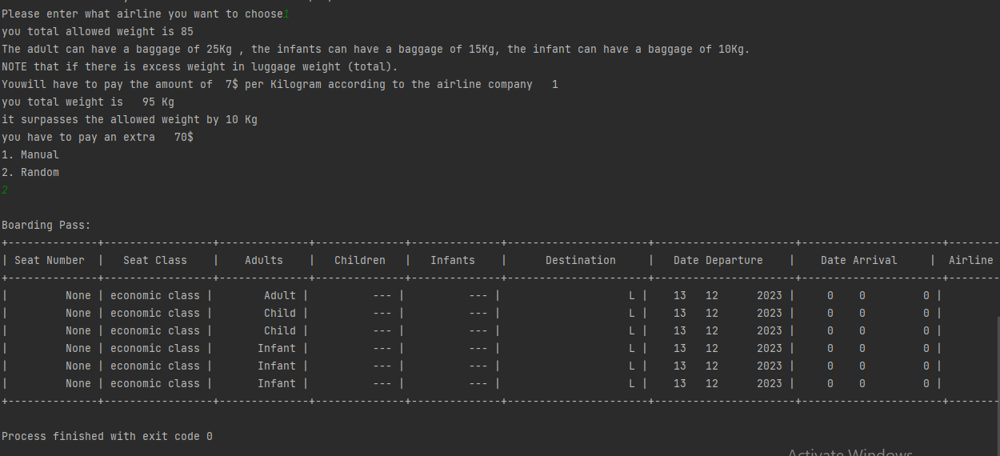 Please enter what airline you want to choose1
you total allowed weight is 85
The adult can have a baggage of 25Kg , the infants can have a baggage of 15Kg, the infant can have a baggage of 10Kg.
NOTE that if there is excess weight in luggage weight (total).
Youwill have to pay the amount of  7$ per Kilogram according to the airline company   1
you total weight is   95 Kg
it surpasses the allowed weight by 10 Kg
you have to pay an extra   70$
1. Manual
2. Random
2
Boarding Pass:
+--------------+-----------------+--------------+--------------+--------------+----------------------+----------------------+----------------------+--------
| Seat Number  |   Seat Class    |    Adults    |   Children   |   Infants    |      Destination     |   Date Departure    |    Date Arrival     |  Airline
+--------------+-----------------+--------------+--------------+--------------+----------------------+----------------------+----------------------+--------
|         None | economic class |        Adult |          --- |          --- |                    L |    13   12      2023 |     0    0         0 |
|         None | economic class |        Child |          --- |          --- |                    L |    13   12      2023 |     0    0         0 |
|         None | economic class |        Child |          --- |          --- |                    L |    13   12      2023 |     0    0         0 |
|         None | economic class |       Infant |          --- |          --- |                    L |    13   12      2023 |     0    0         0 |
|         None | economic class |       Infant |          --- |          --- |                    L |    13   12      2023 |     0    0         0 |
|         None | economic class |       Infant |          --- |          --- |                    L |    13   12      2023 |     0    0         0 |
+--------------+-----------------+--------------+--------------+--------------+----------------------+----------------------+----------------------+--------
Process finished with exit code 0
Activate Windows